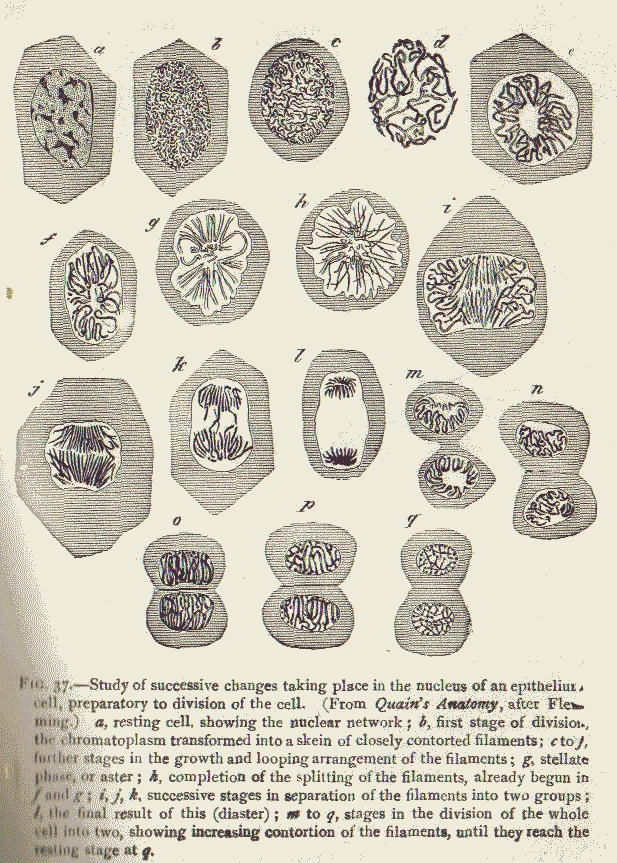 a b c d e
f g h i
j k l m n
o p q
FIG. 37.—Study of successive changes taking place in the nucleus of an epithelium
cell, preparatory to division of the cell. (From Quain's Anatomy, after Flem-
ming.) a, resting cell, showing the nuclear network; b, first stage of division,
the chromatoplasm transformed into a skein of closely contorted filaments; c to f,
further stages in the growth and looping arrangement of the filaments; g, stellate
phase, or aster; h, completion of the splitting of the filaments, already begun in
f and g; i, j, k, successive stages in separation of the filaments into two groups;
l, the final result of this (diaster); m to q, stages in the division of the whole
cell into two, showing increasing contortion of the filaments, until they reach the
resting stage at q.